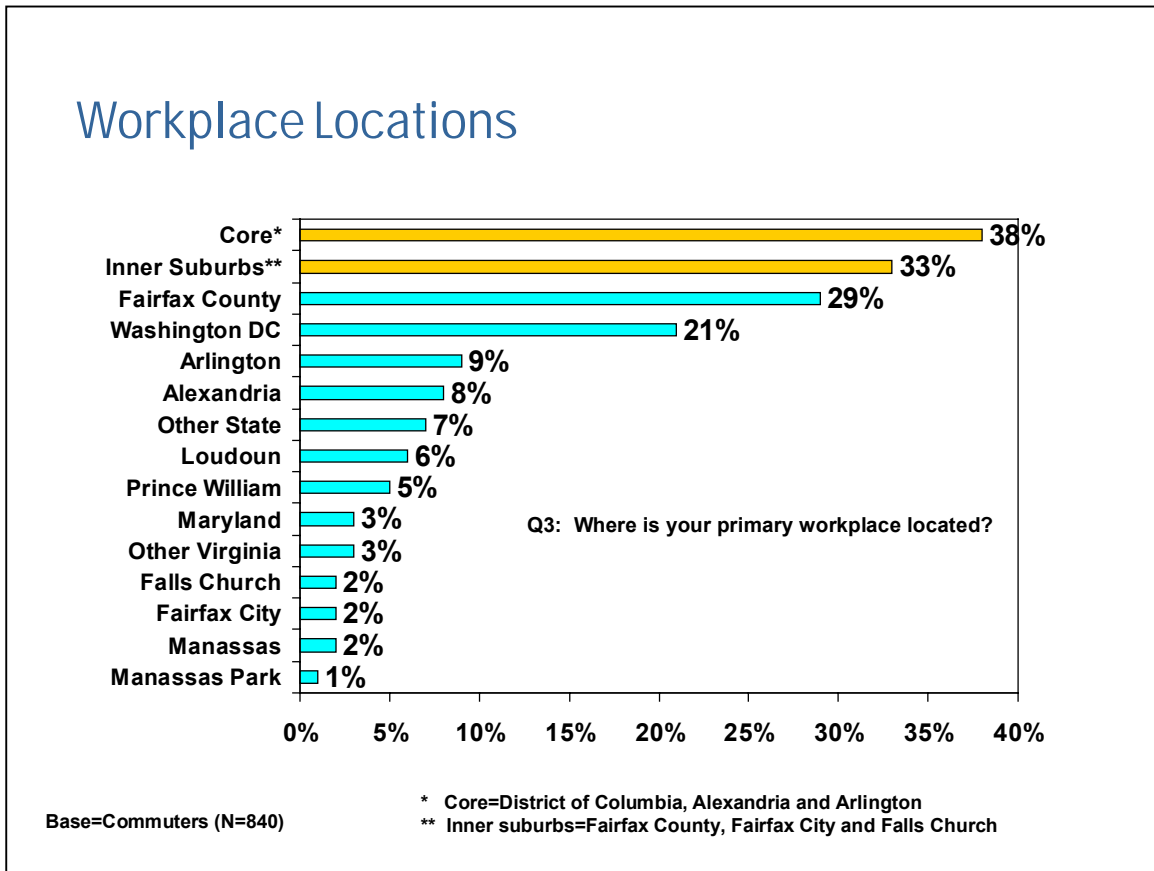 Workplace Locations
Core* 38%
Inner Suburbs** 33%
Fairfax County 29%
Washington DC 21%
Arlington 9%
Alexandria 8%
Other State 7%
Loudoun 6%
Prince William 5%
Maryland 3%
Q3: Where is your primary workplace located?
Other Virginia 3%
Falls Church 2%
Fairfax City 2%
Manassas 2%
Manassas Park 1%
0% 5% 10% 15% 20% 25% 30% 35% 40%
* Core=District of Columbia, Alexandria and Arlington
Base=Commuters (N=840)
** Inner suburbs=Fairfax County, Fairfax City and Falls Church